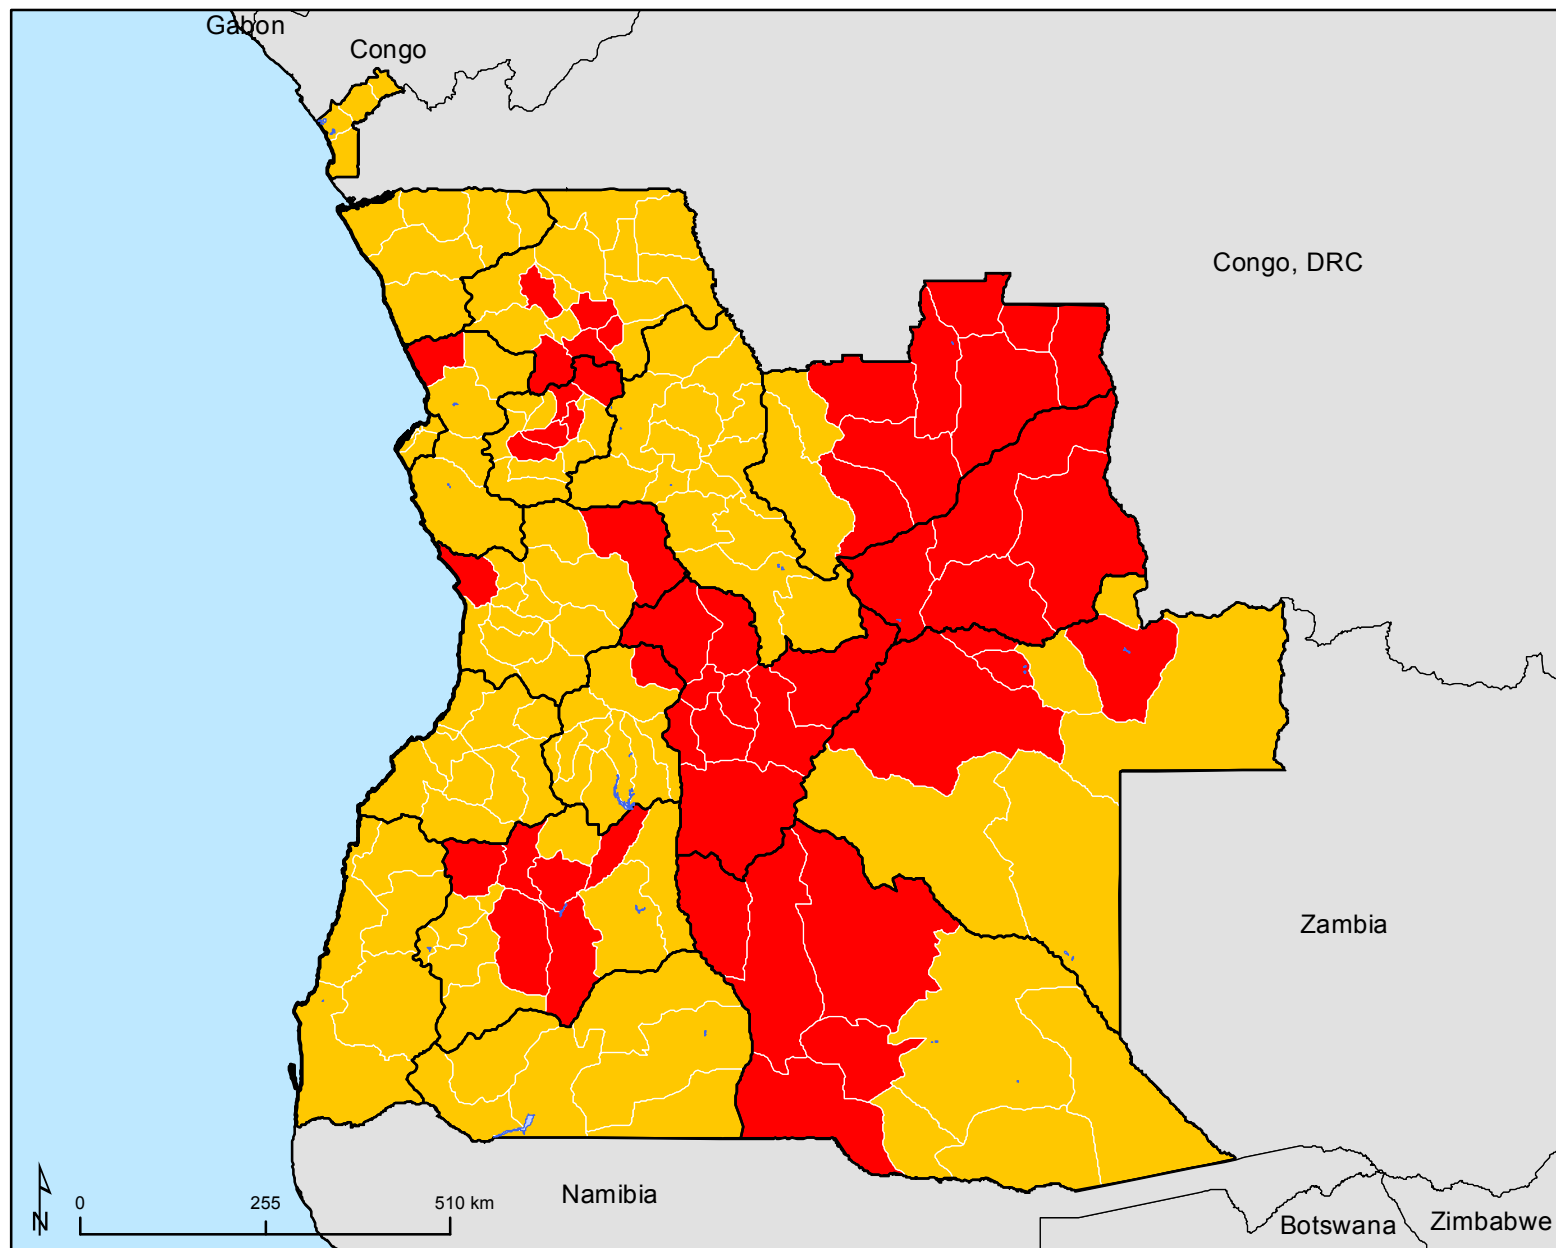 Gabon
Congo
Congo, DRC
Zambia
Namibia
Botswana
Zimbabwe
N
0 255 510 km